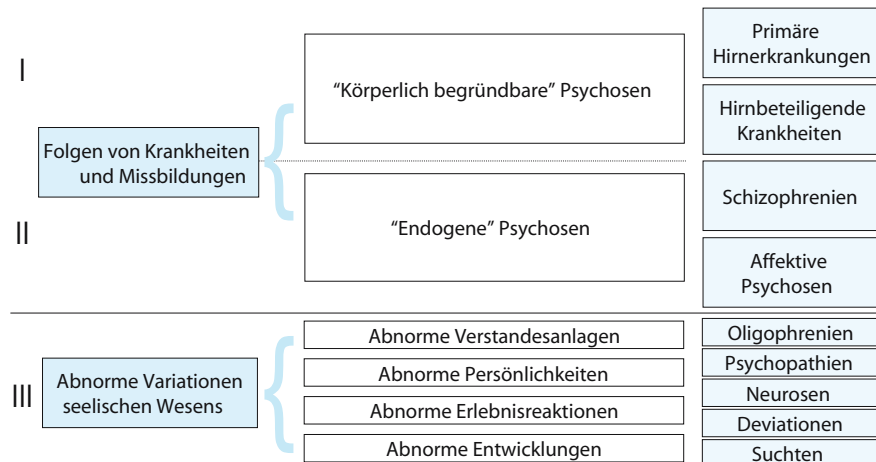 I
Folgen von Krankheiten
und Missbildungen
II
“Körperlich begründbare” Psychosen
“Endogene” Psychosen
Primäre
Hirnerkrankungen
Hirnbeteiligende
Krankheiten
Schizophrenien
Affektive
Psychosen
III
Abnorme Variationen
seelischen Wesens
Abnorme Verstandesanlagen
Abnorme Persönlichkeiten
Abnorme Erlebnisreaktionen
Abnorme Entwicklungen
Oligophrenien
Psychopathien
Neurosen
Deviationen
Suchten